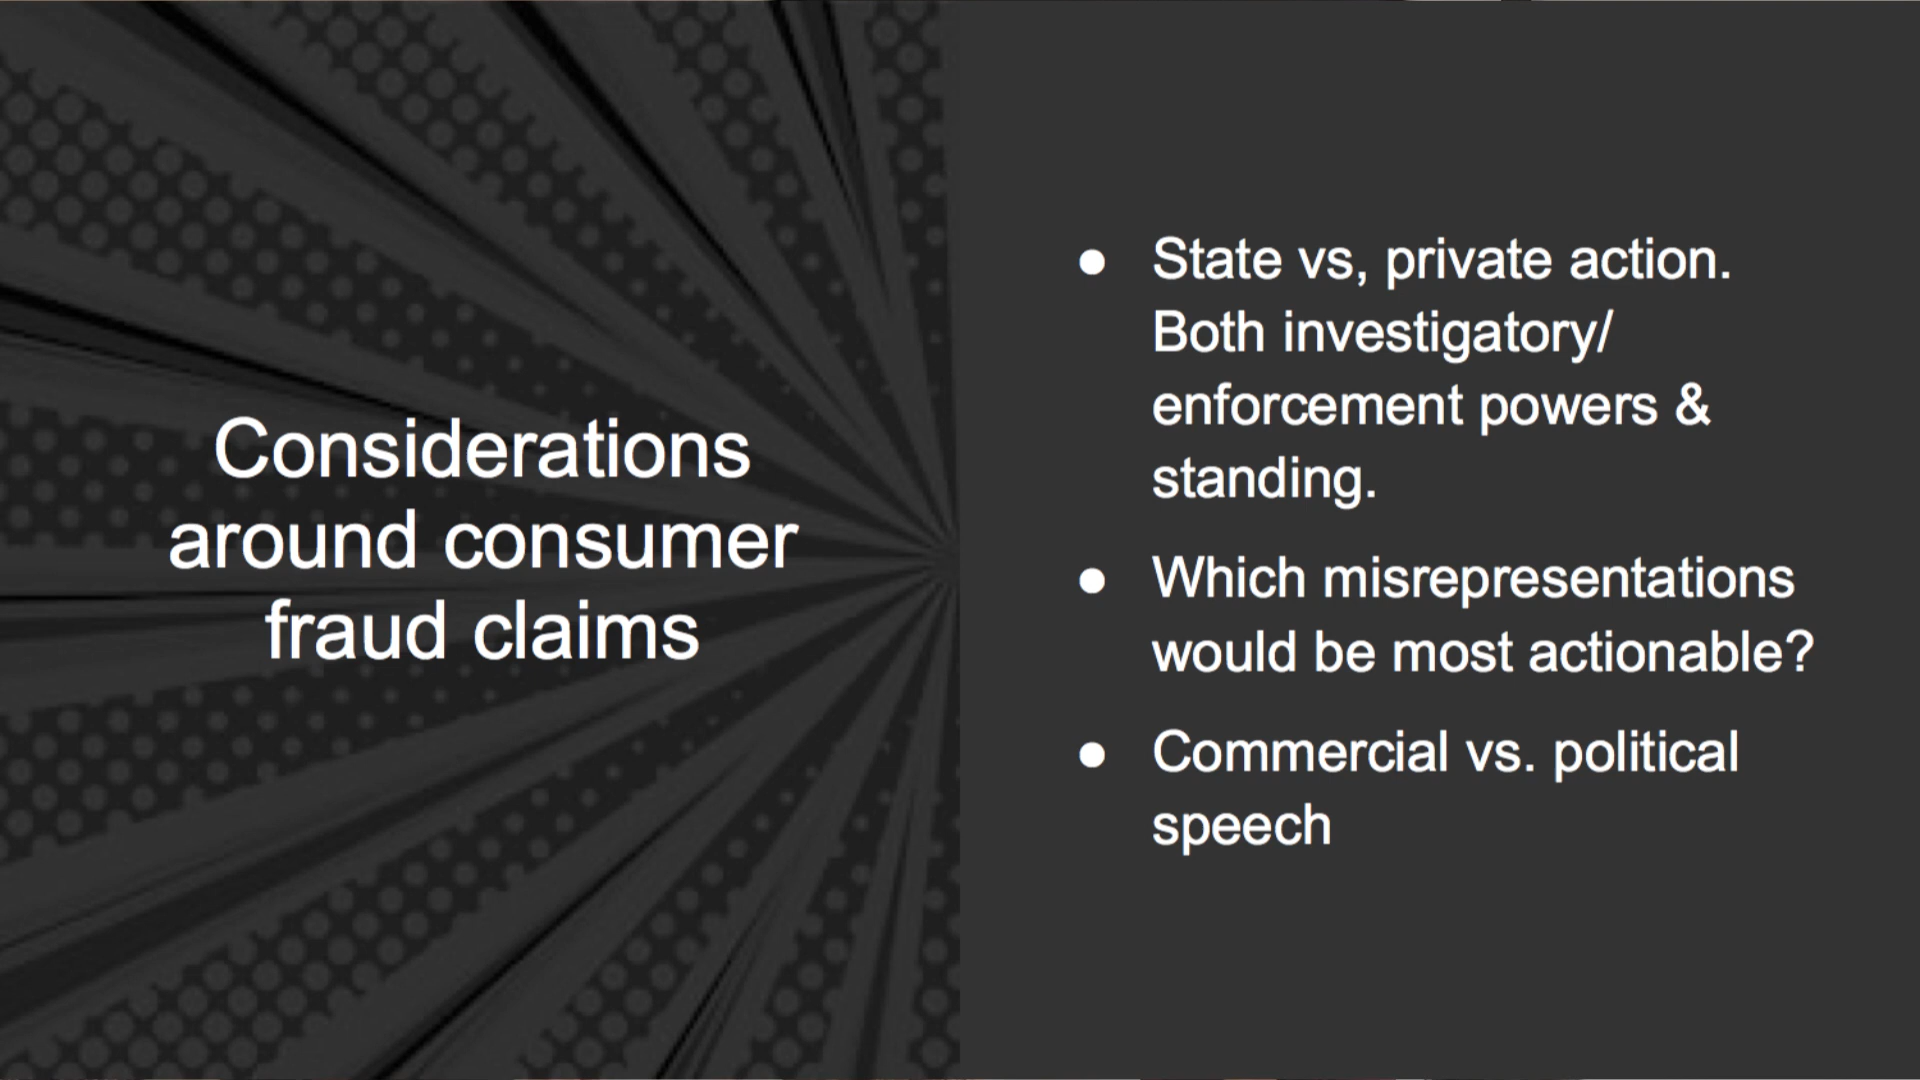 Considerations
around consumer
fraud claims
● State vs, private action.
Both investigatory/
enforcement powers &
standing.
● Which misrepresentations
would be most actionable?
● Commercial vs. political
speech